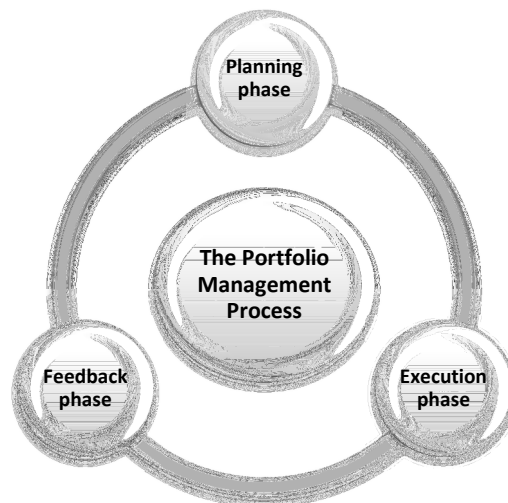 Planning
phase
The Portfolio
Management
Process
Feedback
phase
Execution
phase